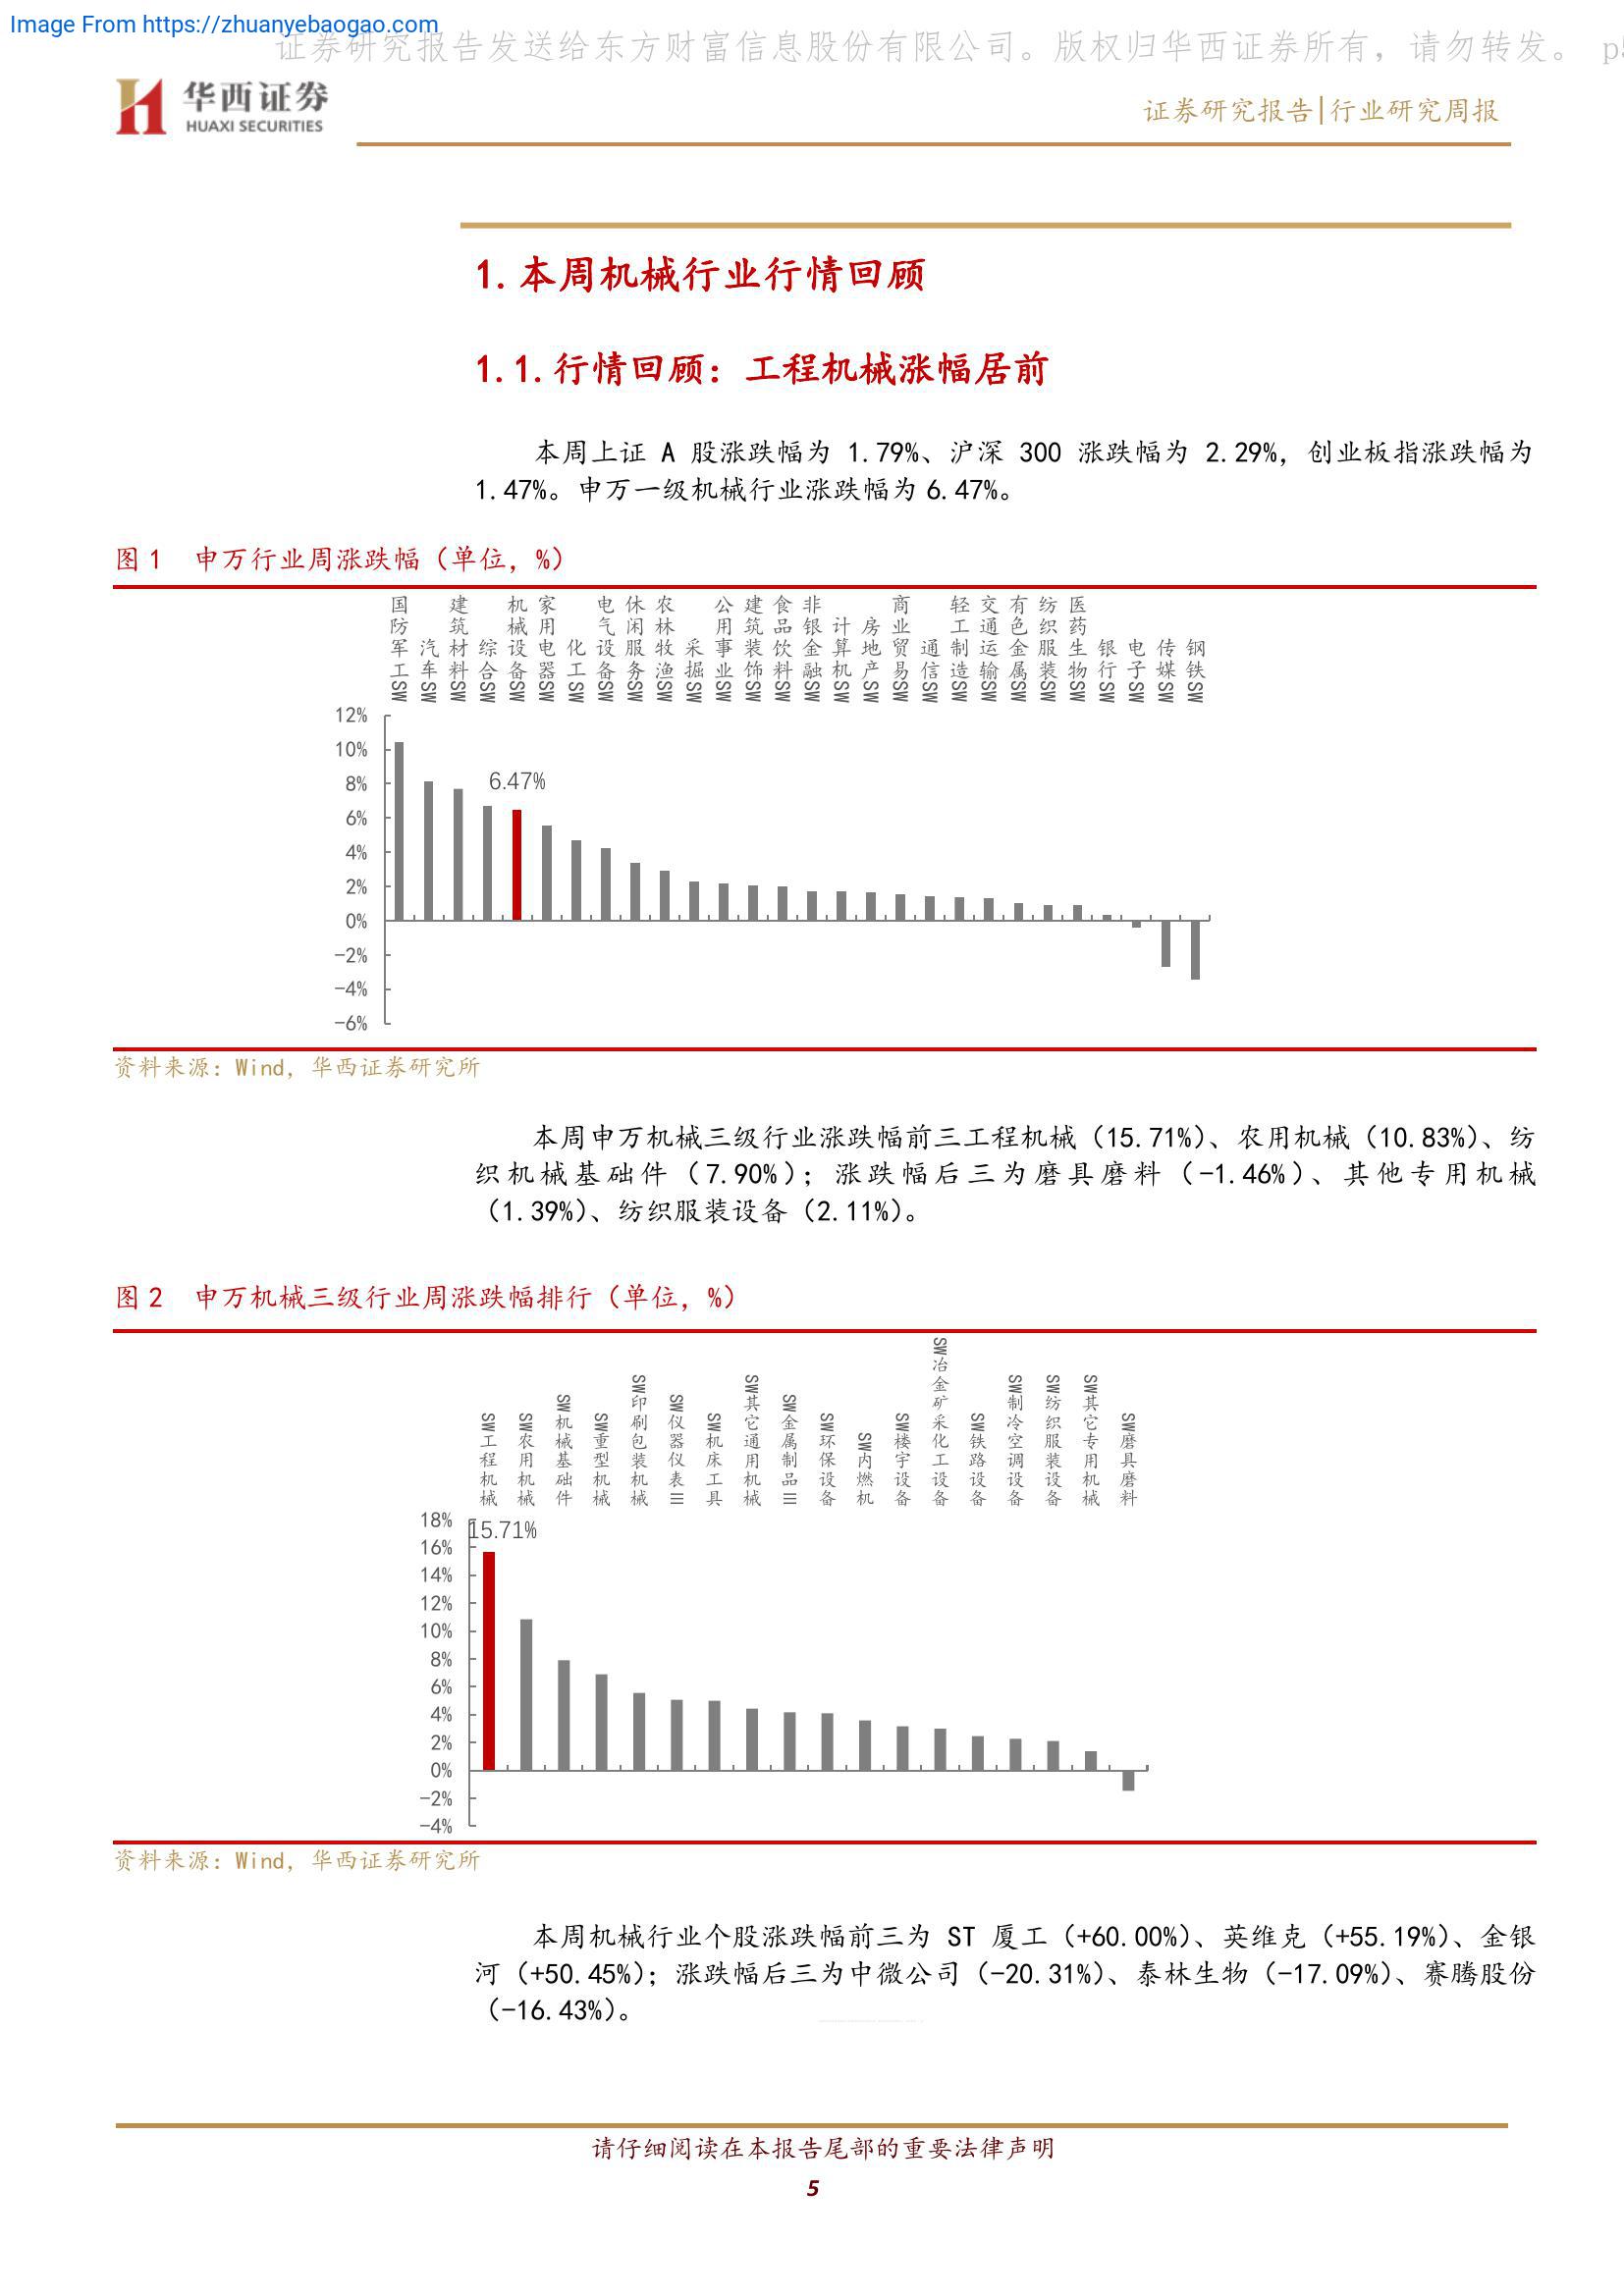 Image From https://zhuanyebaogao.com
证券研究报告发送给东方财富信息股份有限公司。版权归华西证券所有，请勿转发。 p
华西证券
HUAXI SECURITIES
证券研究报告|行业研究周报
1.本周机械行业行情回顾
1.1.行情回顾：工程机械涨幅居前
本周上证 A 股涨跌幅为 1.79%、沪深 300 涨跌幅为 2.29%，创业板指涨跌幅为
1.47%。申万一级机械行业涨跌幅为 6.47%。
图 1 申万行业周涨跌幅（单位，%）
国防军工SW
汽车SW
建筑材料SW
综合SW
机械设备SW
家用电器SW
化工SW
电气设备SW
休闲服务SW
农林牧渔SW
采掘SW
公用事业SW
建筑装饰SW
食品饮料SW
非银金融SW
计算机SW
房地产SW
商业贸易SW
通信SW
轻工制造SW
交通运输SW
有色金属SW
纺织服装SW
医药生物SW
银行SW
电子SW
传媒SW
钢铁SW
12%
10%
8%
6%
4%
2%
0%
-2%
-4%
-6%
6.47%
资料来源：Wind，华西证券研究所
本周申万机械三级行业涨跌幅前三工程机械（15.71%）、农用机械（10.83%）、纺
织机械基础件（7.90%）；涨跌幅后三为磨具磨料（-1.46%）、其他专用机械
（1.39%）、纺织服装设备（2.11%）。
图 2 申万机械三级行业周涨跌幅排行（单位，%）
SW工程机械
SW农用机械
SW机械基础件
SW重型机械
SW印刷包装机械
SW仪器仪表Ⅲ
SW机床工具
SW其它通用机械
SW金属制品Ⅲ
SW环保设备
SW内燃机
SW楼宇设备
SW冶金矿采化工设备
SW铁路设备
SW制冷空调设备
SW纺织服装设备
SW其它专用机械
SW磨具磨料
18%
16%
14%
12%
10%
8%
6%
4%
2%
0%
-2%
-4%
15.71%
资料来源：Wind，华西证券研究所
本周机械行业个股涨跌幅前三为 ST 厦工（+60.00%）、英维克（+55.19%）、金银
河（+50.45%）；涨跌幅后三为中微公司（-20.31%）、泰林生物（-17.09%）、赛腾股份
（-16.43%）。
请仔细阅读在本报告尾部的重要法律声明
5